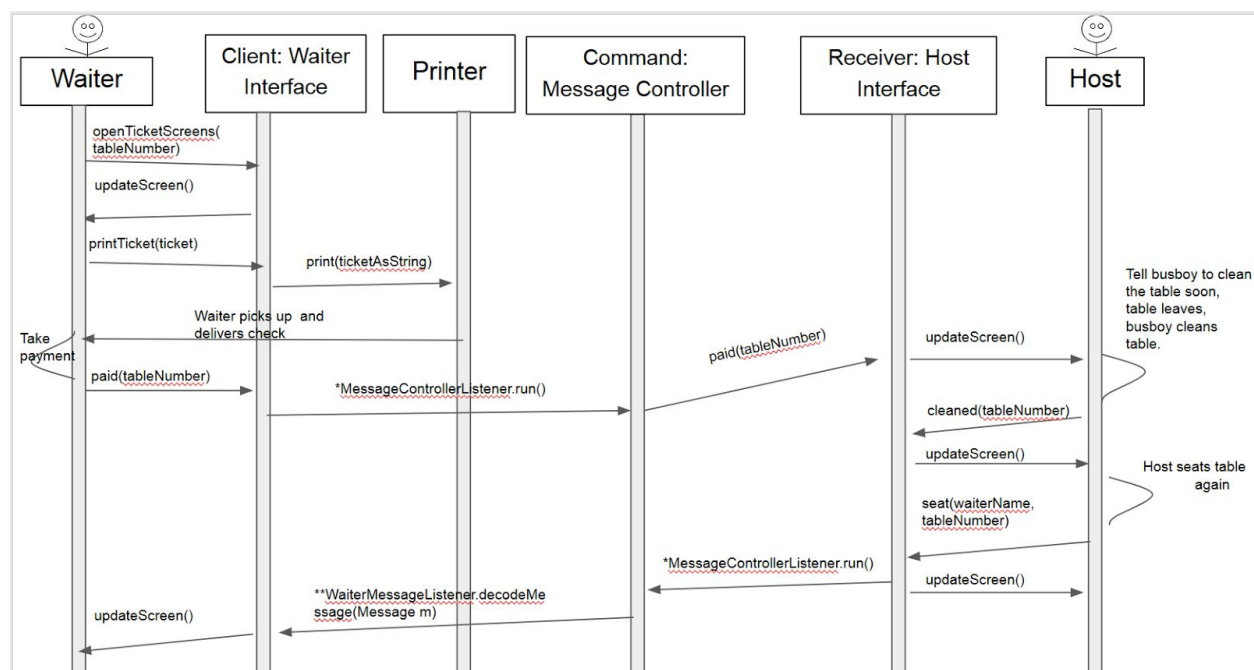 Waiter
Client: Waiter
Interface
Printer
Command:
Message Controller
Receiver: Host
Interface
Host
openTicketScreens(
tableNumber)
updateScreen()
printTicket(ticket)
print(ticketAsString)
Waiter picks up and
delivers check
Take
payment
paid(tableNumber)
*MessageControllerListener.run()
paid(tableNumber)
updateScreen()
Tell busboy to clean
the table soon,
table leaves,
busboy cleans
table.
cleaned(tableNumber)
updateScreen()
Host seats table
again
seat(waiterName,
tableNumber)
*MessageControllerListener.run()
updateScreen()
**WaiterMessageListener.decodeMe
ssage(Message m)
updateScreen()